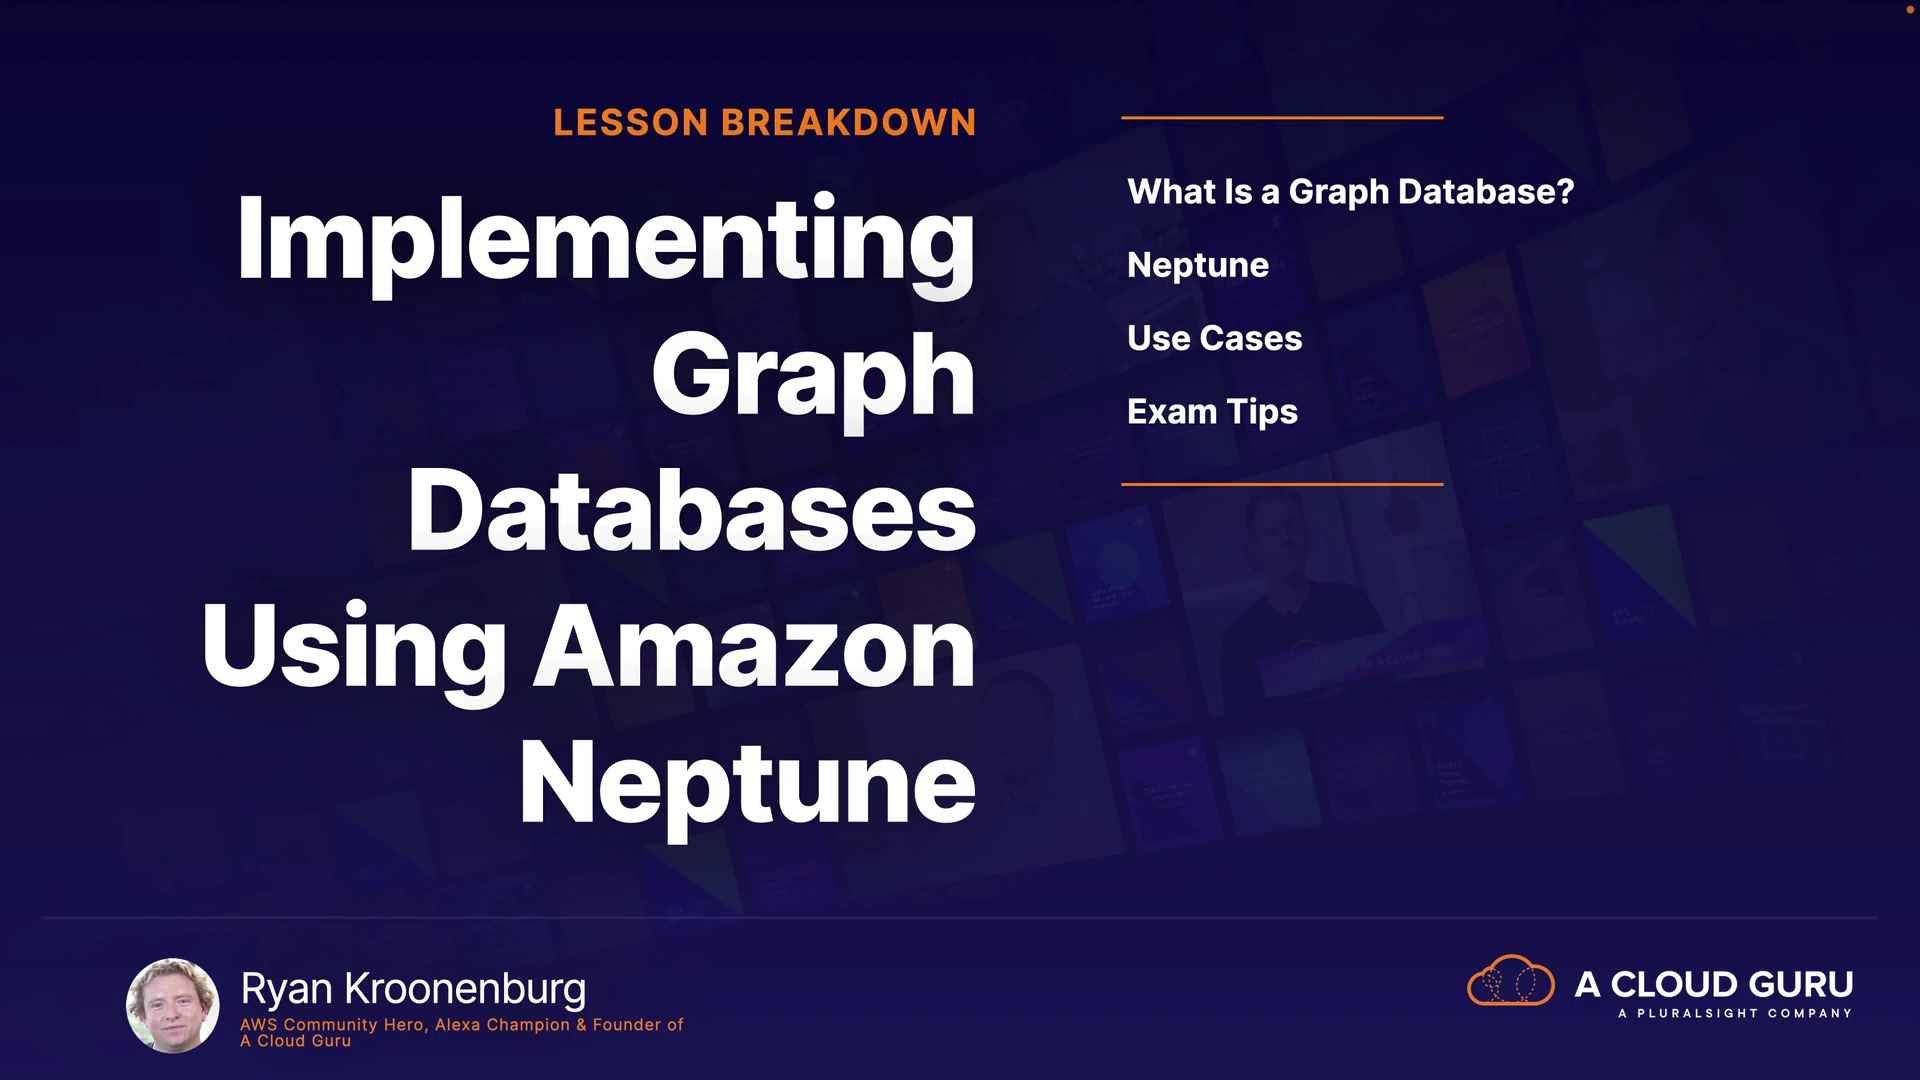 LESSON BREAKDOWN
Implementing
Graph
Databases
Using Amazon
Neptune
What Is a Graph Database?
Neptune
Use Cases
Exam Tips
Ryan Kroonenburg
AWS Community Hero, Alexa Champion & Founder of
A Cloud Guru
A CLOUD GURU
A PLURALSIGHT COMPANY